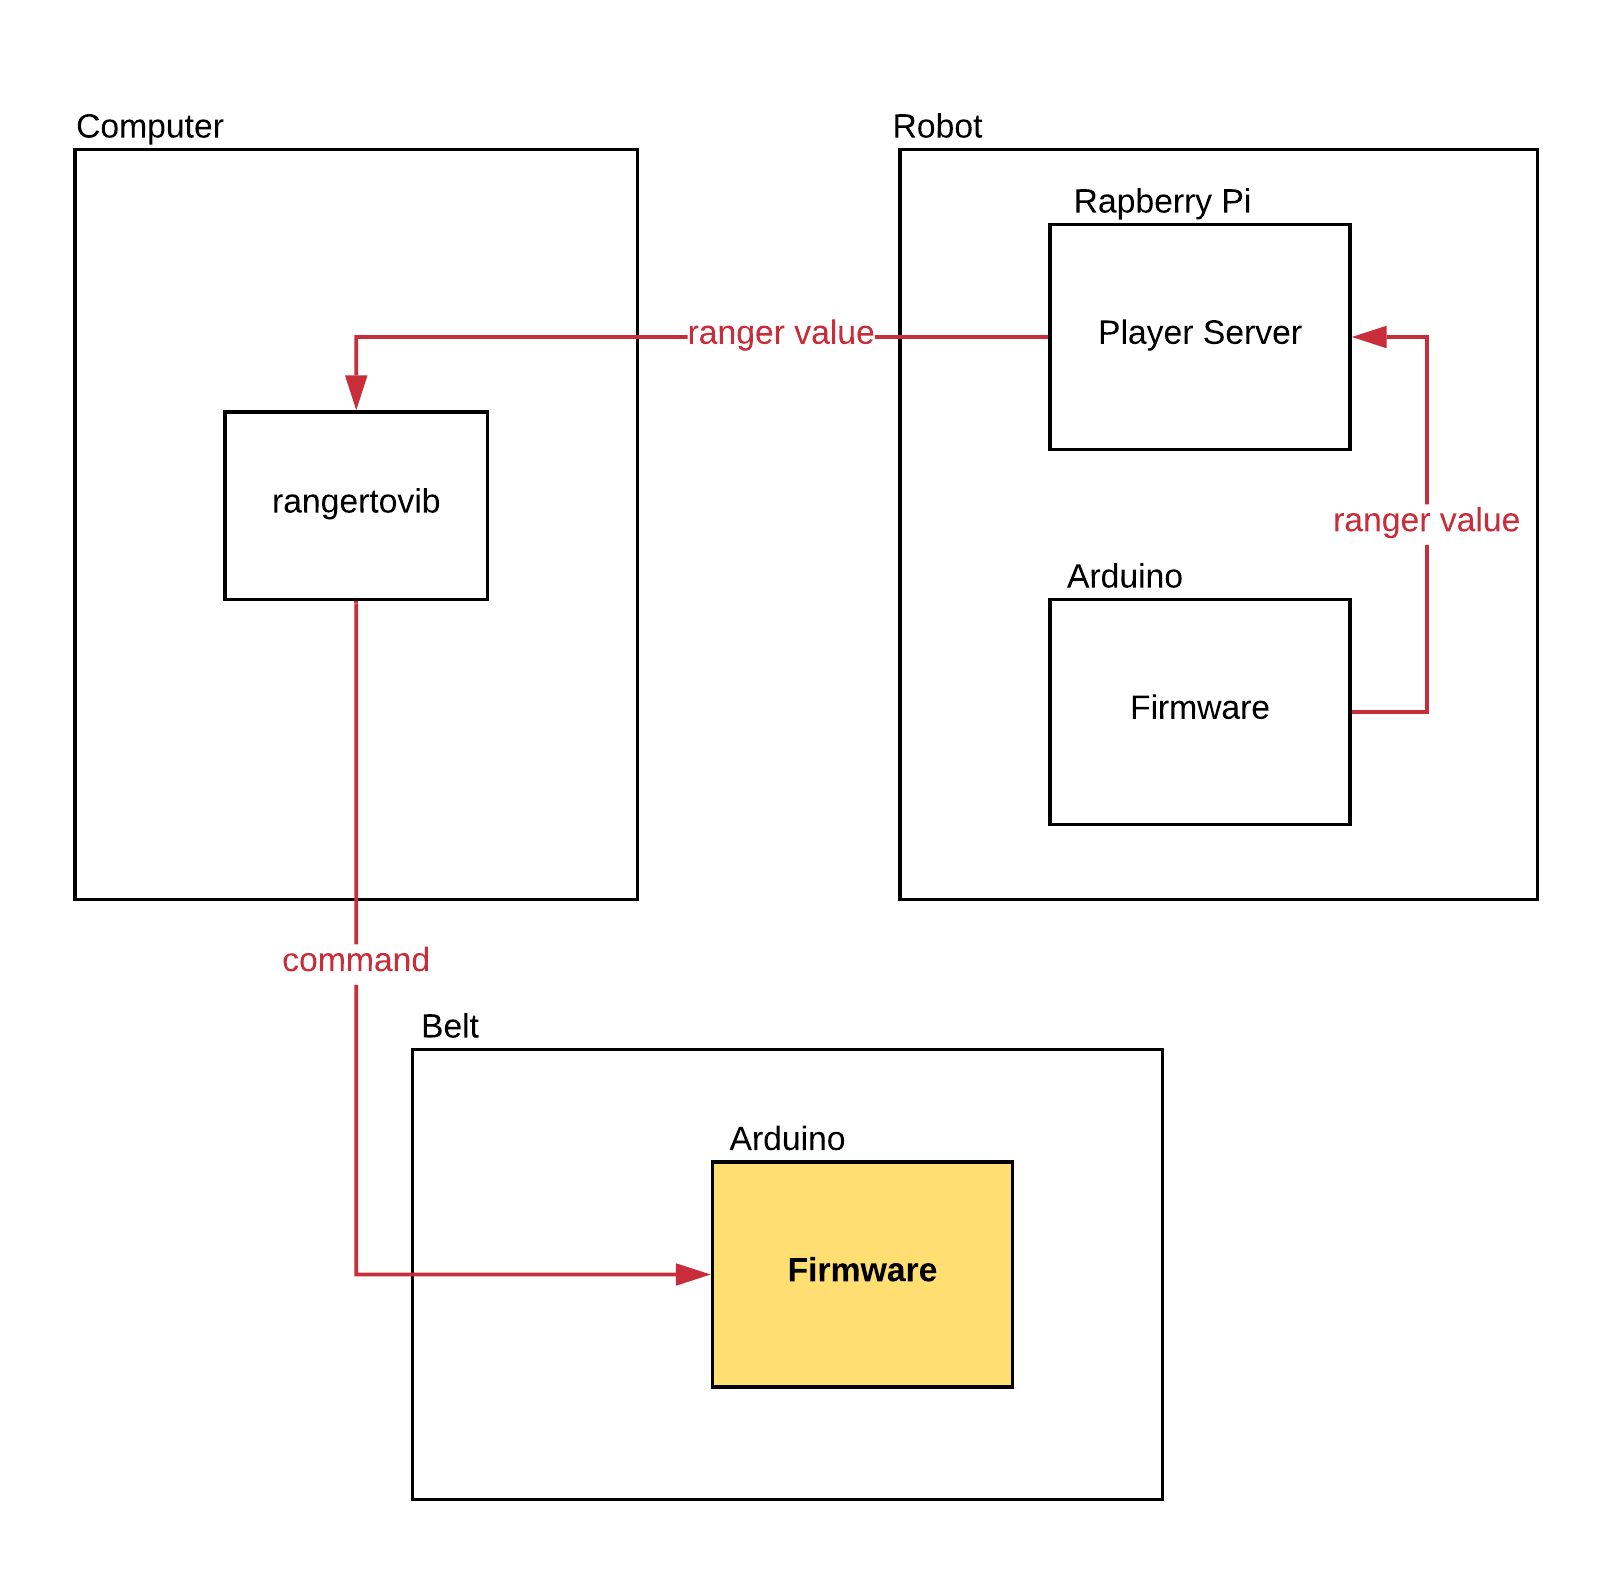 Computer
Robot
Rapberry Pi
Player Server
ranger value
rangertovib
ranger value
Arduino
Firmware
command
Belt
Arduino
Firmware